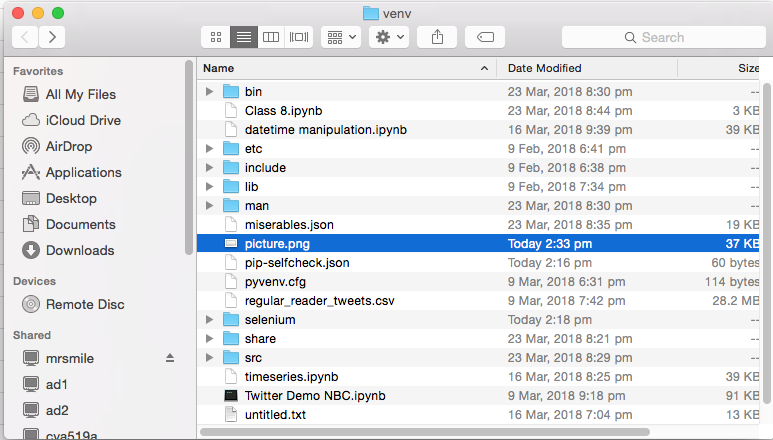 venv
Search
Favorites
All My Files
iCloud Drive
AirDrop
Applications
Desktop
Documents
Downloads
Devices
Remote Disc
Shared
mrsmile
ad1
ad2
cva519a
Name Date Modified Size
bin 23 Mar, 2018 8:30 pm --
Class 8.ipynb 23 Mar, 2018 8:44 pm 3 KB
datetime manipulation.ipynb 16 Mar, 2018 9:39 pm 39 KB
etc 9 Feb, 2018 6:41 pm --
include 9 Feb, 2018 6:38 pm --
lib 9 Feb, 2018 7:34 pm --
man 23 Mar, 2018 8:30 pm --
miserables.json 23 Mar, 2018 8:35 pm 19 KB
picture.png Today 2:33 pm 37 KB
pip-selfcheck.json Today 2:16 pm 60 bytes
pyvenv.cfg 9 Mar, 2018 6:31 pm 114 bytes
regular_reader_tweets.csv 9 Mar, 2018 7:42 pm 28.2 MB
selenium Today 2:18 pm --
share 23 Mar, 2018 8:21 pm --
src 23 Mar, 2018 8:29 pm --
timeseries.ipynb 16 Mar, 2018 8:25 pm 39 KB
Twitter Demo NBC.ipynb 9 Mar, 2018 9:18 pm 91 KB
untitled.txt 16 Mar, 2018 7:04 pm 13 KB